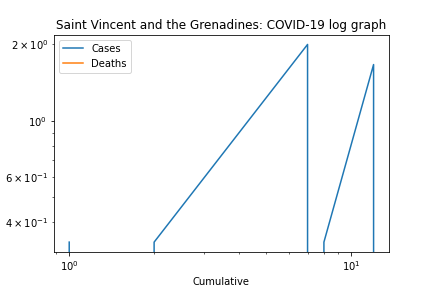 Saint Vincent and the Grenadines: COVID-19 log graph
2 × 10⁰
Cases
Deaths
10⁰
6 × 10⁻¹
4 × 10⁻¹
10⁰ 10¹
Cumulative